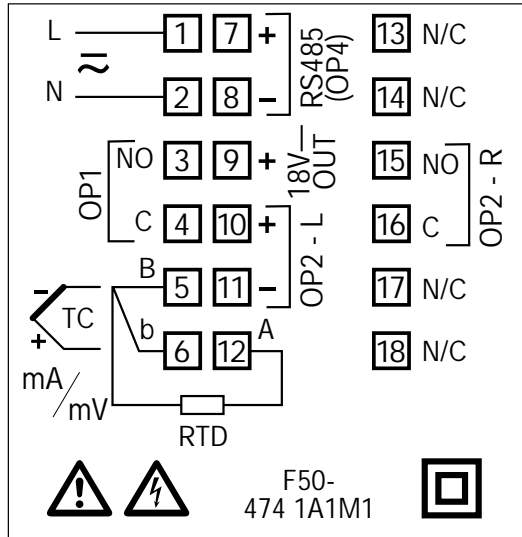 L 1 7 + RS485 (OP4) 13 N/C
N 2 8 – 14 N/C
OP1 NO 3 9 + 18V— OUT 15 NO OP2 - R
C 4 10 + OP2 - L 16 C
B 5 11 – 17 N/C
– TC + b 6 12 A 18 N/C
mA/mV
RTD
F50-
474 1A1M1